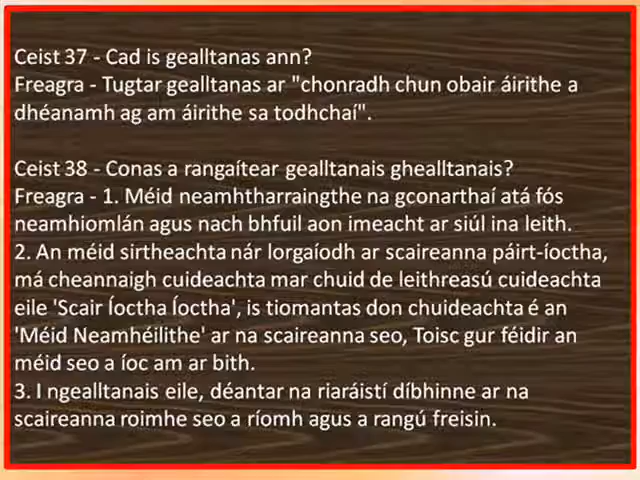 Ceist 37 - Cad is gealltanas ann?
Freagra - Tugtar gealltanas ar "chonradh chun obair áirithe a
dhéanamh ag am áirithe sa todhchaí".
Ceist 38 - Conas a rangaítear gealltanais ghealltanais?
Freagra - 1. Méid neamhtharraingthe na gconarthaí atá fós
neamhiomlán agus nach bhfuil aon imeacht ar siúl ina leith.
2. An méid sirtheachta nár lorgaíodh ar scaireanna páirt-íoctha,
má cheannaigh cuideachta mar chuid de leithreasú cuideachta
eile 'Scair Íoctha Íoctha', is tiomantas don chuideachta é an
'Méid Neamhéilithe' ar na scaireanna seo, Toisc gur féidir an
méid seo a íoc am ar bith.
3. I ngealltanais eile, déantar na riaráistí díbhinne ar na
scaireanna roimhe seo a ríomh agus a rangú freisin.